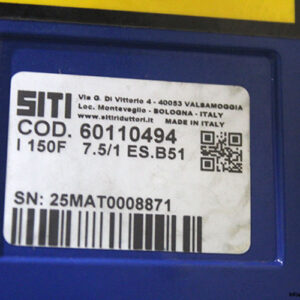 SITI
Via G. Di Vittorio 4 - 40053 VALSAMOGGIA
Loc. Monteveglio - BOLOGNA - ITALY
www.sitiriduttori.it MADE IN ITALY
COD. 60110494
I 150F 7.5/1 ES.B51
SN: 25MAT0008871